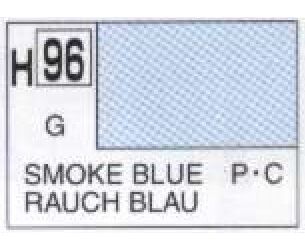 H 96
G
SMOKE BLUE P·C
RAUCH BLAU